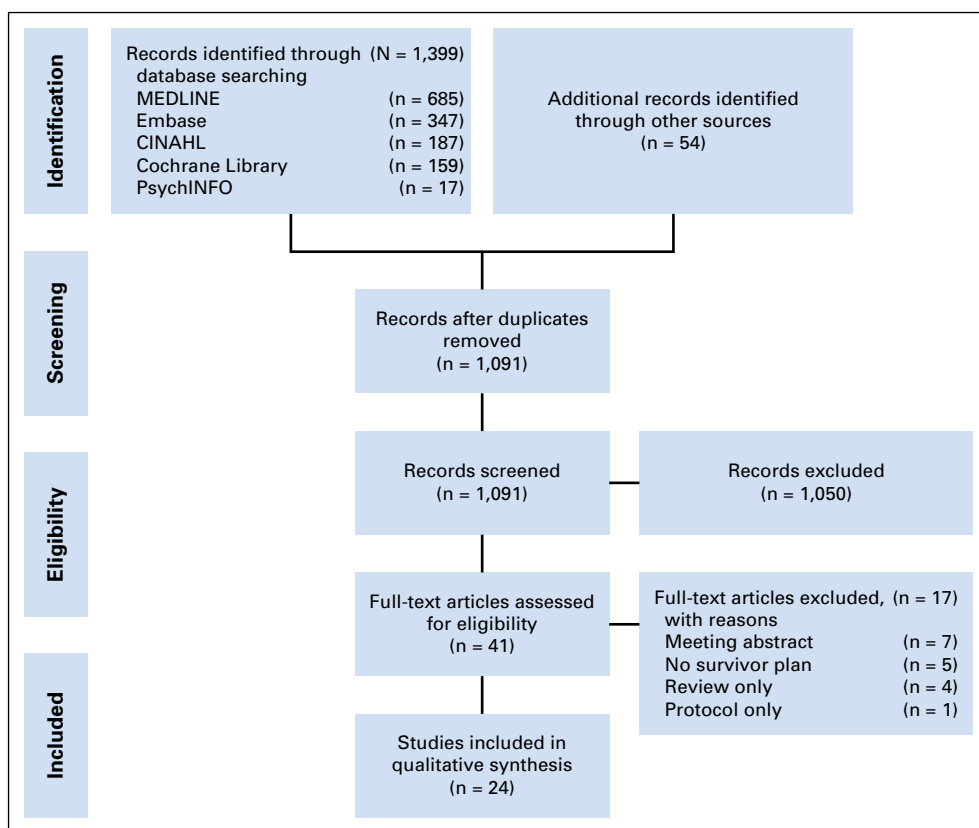 Identification
Records identified through (N = 1,399)
database searching
MEDLINE (n = 685)
Embase (n = 347)
CINAHL (n = 187)
Cochrane Library (n = 159)
PsychINFO (n = 17)
Additional records identified
through other sources
(n = 54)
Screening
Records after duplicates
removed
(n = 1,091)
Eligibility
Records screened
(n = 1,091)
Records excluded
(n = 1,050)
Full-text articles assessed
for eligibility
(n = 41)
Full-text articles excluded, (n = 17)
with reasons
Meeting abstract (n = 7)
No survivor plan (n = 5)
Review only (n = 4)
Protocol only (n = 1)
Included
Studies included in
qualitative synthesis
(n = 24)